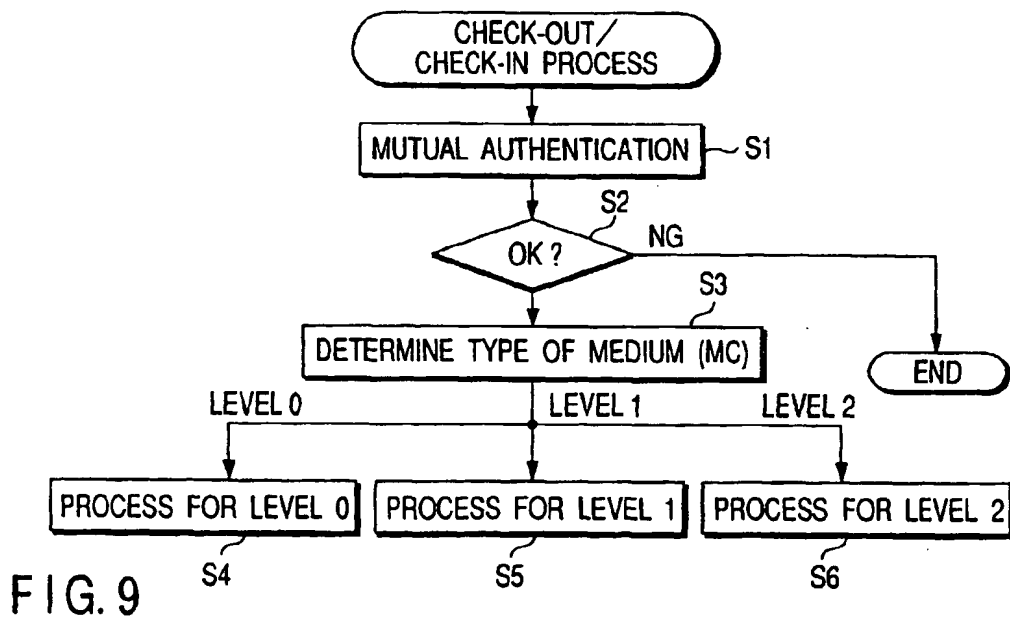 CHECK-OUT/
CHECK-IN PROCESS
MUTUAL AUTHENTICATION
S1
S2
OK?
NG
S3
DETERMINE TYPE OF MEDIUM (MC)
END
LEVEL 0
LEVEL 1
LEVEL 2
PROCESS FOR LEVEL 0
PROCESS FOR LEVEL 1
PROCESS FOR LEVEL 2
S4
S5
S6
FIG. 9